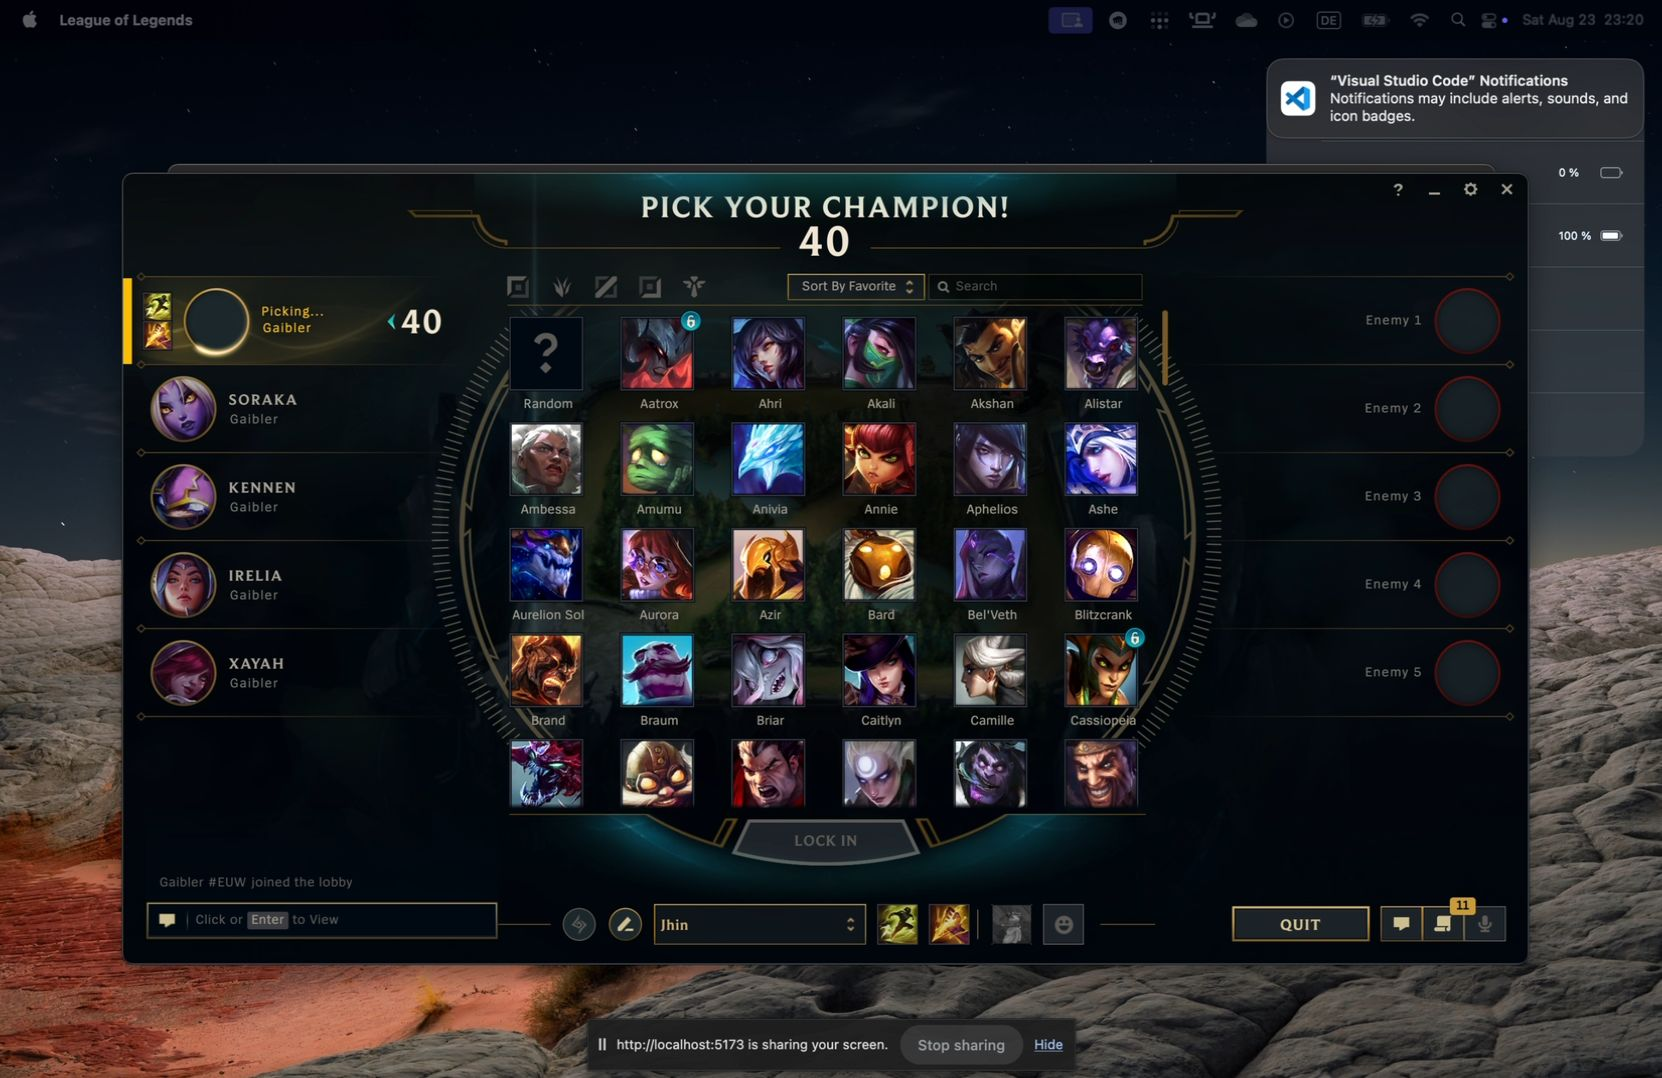 League of Legends
DE
Sat Aug 23 23:20
"Visual Studio Code" Notifications
Notifications may include alerts, sounds, and
icon badges.
0 %
100 %
?
PICK YOUR CHAMPION!
40
Sort By Favorite
Search
Picking...
Gaibler
40
SORAKA
Gaibler
KENNEN
Gaibler
IRELIA
Gaibler
XAYAH
Gaibler
?
6
Random
Aatrox
Ahri
Akali
Akshan
Alistar
Ambessa
Amumu
Anivia
Annie
Aphelios
Ashe
Aurelion Sol
Aurora
Azir
Bard
Bel'Veth
Blitzcrank
6
Brand
Braum
Briar
Caitlyn
Camille
Cassiopeia
Enemy 1
Enemy 2
Enemy 3
Enemy 4
Enemy 5
LOCK IN
Gaibler #EUW joined the lobby
Click or Enter to View
Jhin
QUIT
11
http://localhost:5173 is sharing your screen.
Stop sharing
Hide